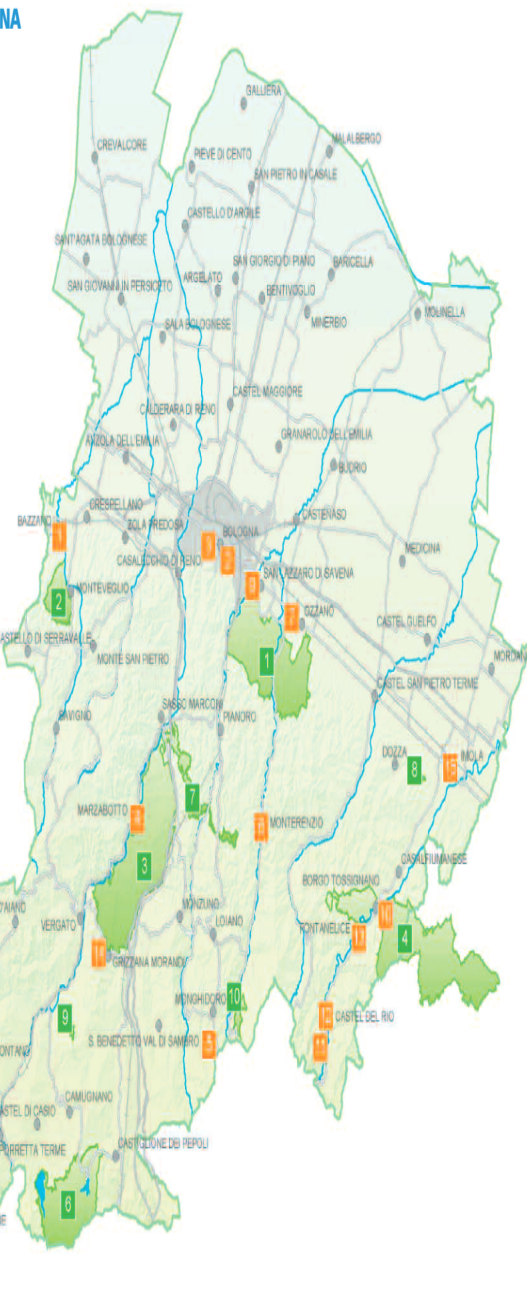 NA
GALLIERA
CREVALCORE
MALALBERGO
PIEVE DI CENTO
SAN PIETRO IN CASALE
CASTELLO D'ARGILE
SANT'AGATA BOLOGNESE
SAN GIORGIO DI PIANO
BARICELLA
ARGELATO
SAN GIOVANNI IN PERSICETO
BENTIVOGLIO
MINERBIO
MOLINELLA
SALA BOLOGNESE
CASTEL MAGGIORE
CALDERARA DI RENO
GRANAROLO DELL'EMILIA
ANZOLA DELL'EMILIA
BUDRIO
CRESPELLANO
BAZZANO
1
ZOLA PREDOSA
BOLOGNA
CASTENASO
CASALECCHIO DI RENO
2
MEDICINA
SAN LAZZARO DI SAVENA
MONTEVEGLIO
2
OZZANO
CASTEL GUELFO
ASTELLO DI SERRAVALLE
MONTE SAN PIETRO
1
MORDAN
CASTEL SAN PIETRO TERME
SAVIGNO
SASSO MARCONI
PIANORO
DOZZA
IMOLA
8
7
MARZABOTTO
MONTERENZIO
3
CASALFIUMANESE
BORGO TOSSIGNANO
D'AIANO
VERGATO
MONZUNO
LOIANO
FONTANELICE
4
GRIZZANA MORANDI
MONGHIDORO
10
9
CASTEL DEL RIO
S. BENEDETTO VAL DI SAMBRO
ONTANO
CAMUGNANO
ASTEL DI CASIO
PORRETTA TERME
CASTIGLIONE DEI PEPOLI
6